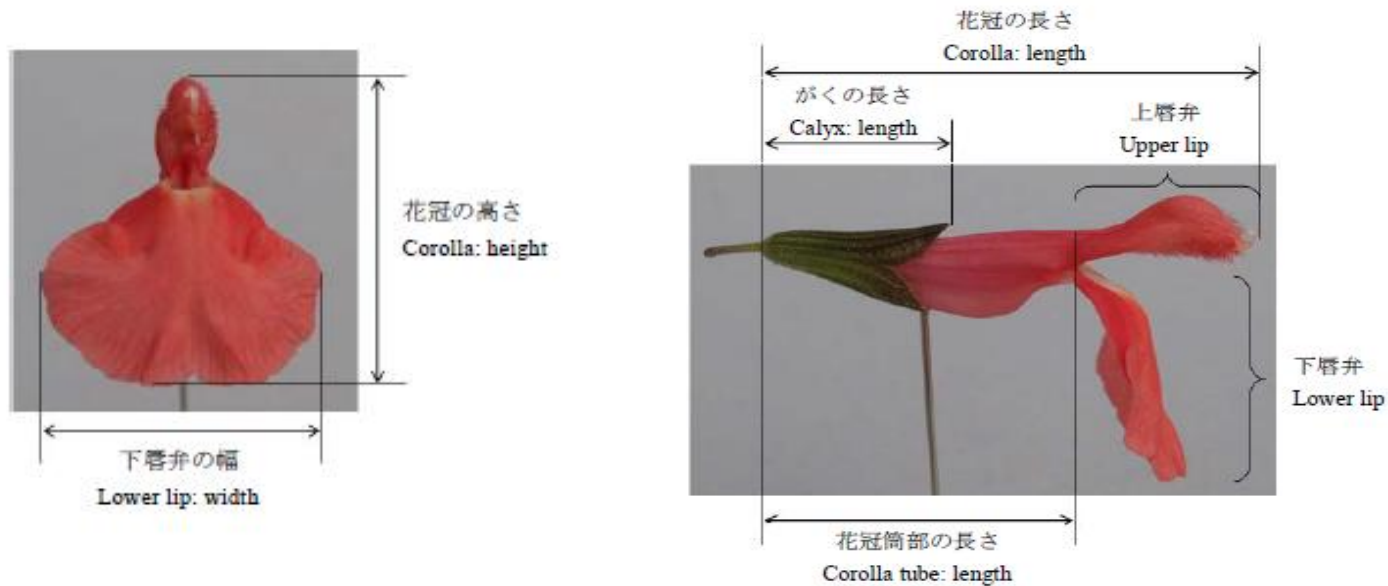 花冠の高さ
Corolla: height
下唇弁の幅
Lower lip: width
花冠の長さ
Corolla: length
がくの長さ
Calyx: length
上唇弁
Upper lip
下唇弁
Lower lip
花冠筒部の長さ
Corolla tube: length